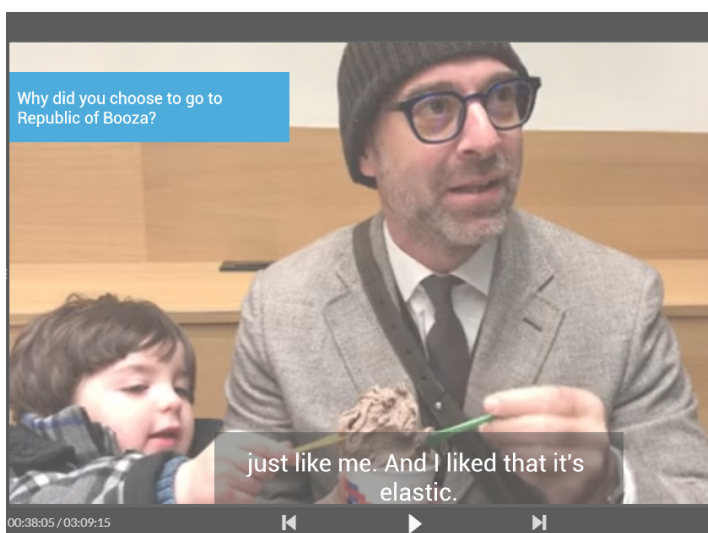 Why did you choose to go to
Republic of Booza?
just like me. And I liked that it's
elastic.
00:38:05 / 03:09:15